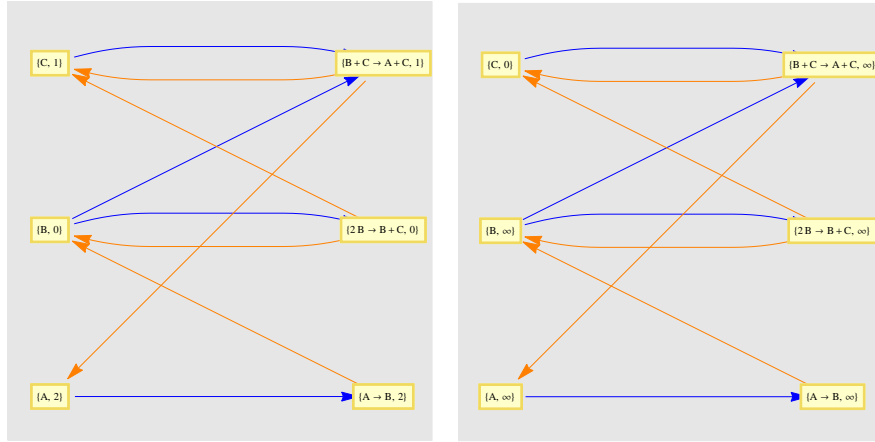 {C, 1}
{B + C → A + C, 1}
{B, 0}
{2 B → B + C, 0}
{A, 2}
{A → B, 2}
{C, 0}
{B + C → A + C, ∞}
{B, ∞}
{2 B → B + C, ∞}
{A, ∞}
{A → B, ∞}